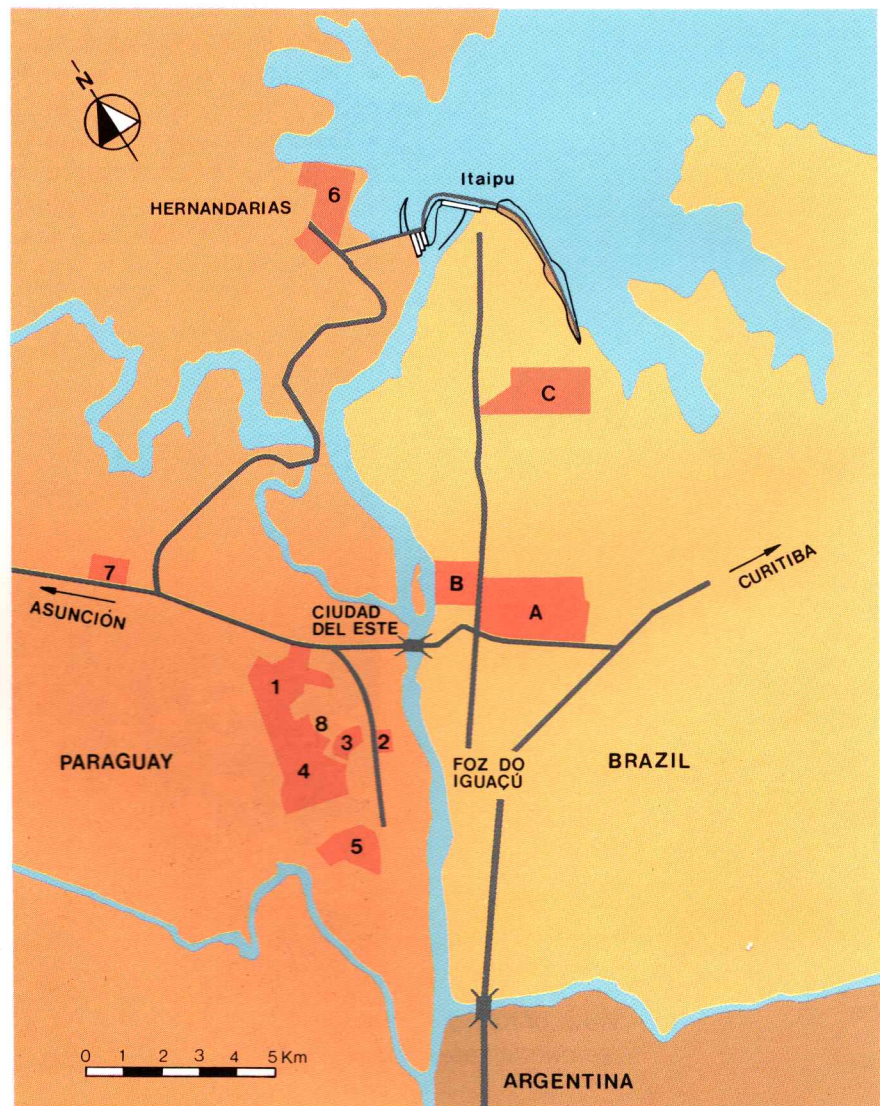 N
Itaipu
6
HERNANDARIAS
C
7
ASUNCIÓN
CIUDAD
DEL ESTE
B
A
CURITIBA
1
8
3
2
4
PARAGUAY
FOZ DO
IGUAÇÚ
BRAZIL
5
0 1 2 3 4 5 Km
ARGENTINA